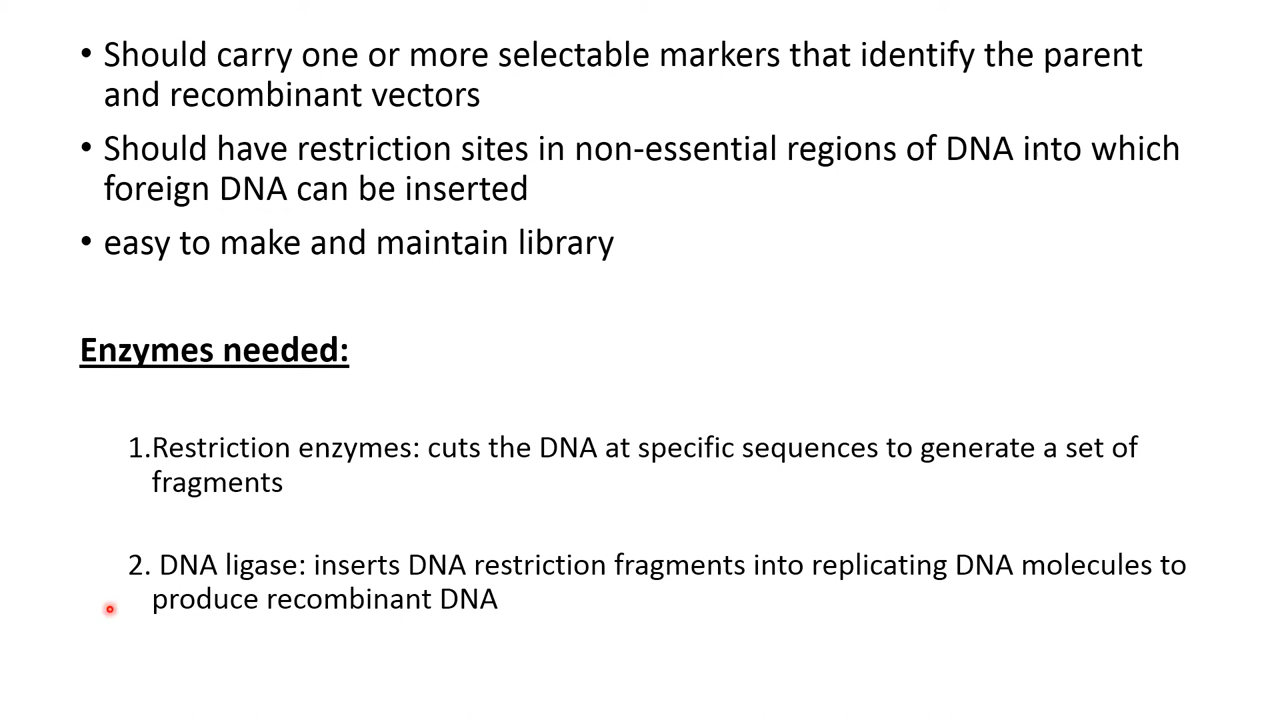 • Should carry one or more selectable markers that identify the parent
and recombinant vectors
• Should have restriction sites in non-essential regions of DNA into which
foreign DNA can be inserted
• easy to make and maintain library
Enzymes needed:
1.Restriction enzymes: cuts the DNA at specific sequences to generate a set of
fragments
2. DNA ligase: inserts DNA restriction fragments into replicating DNA molecules to
produce recombinant DNA